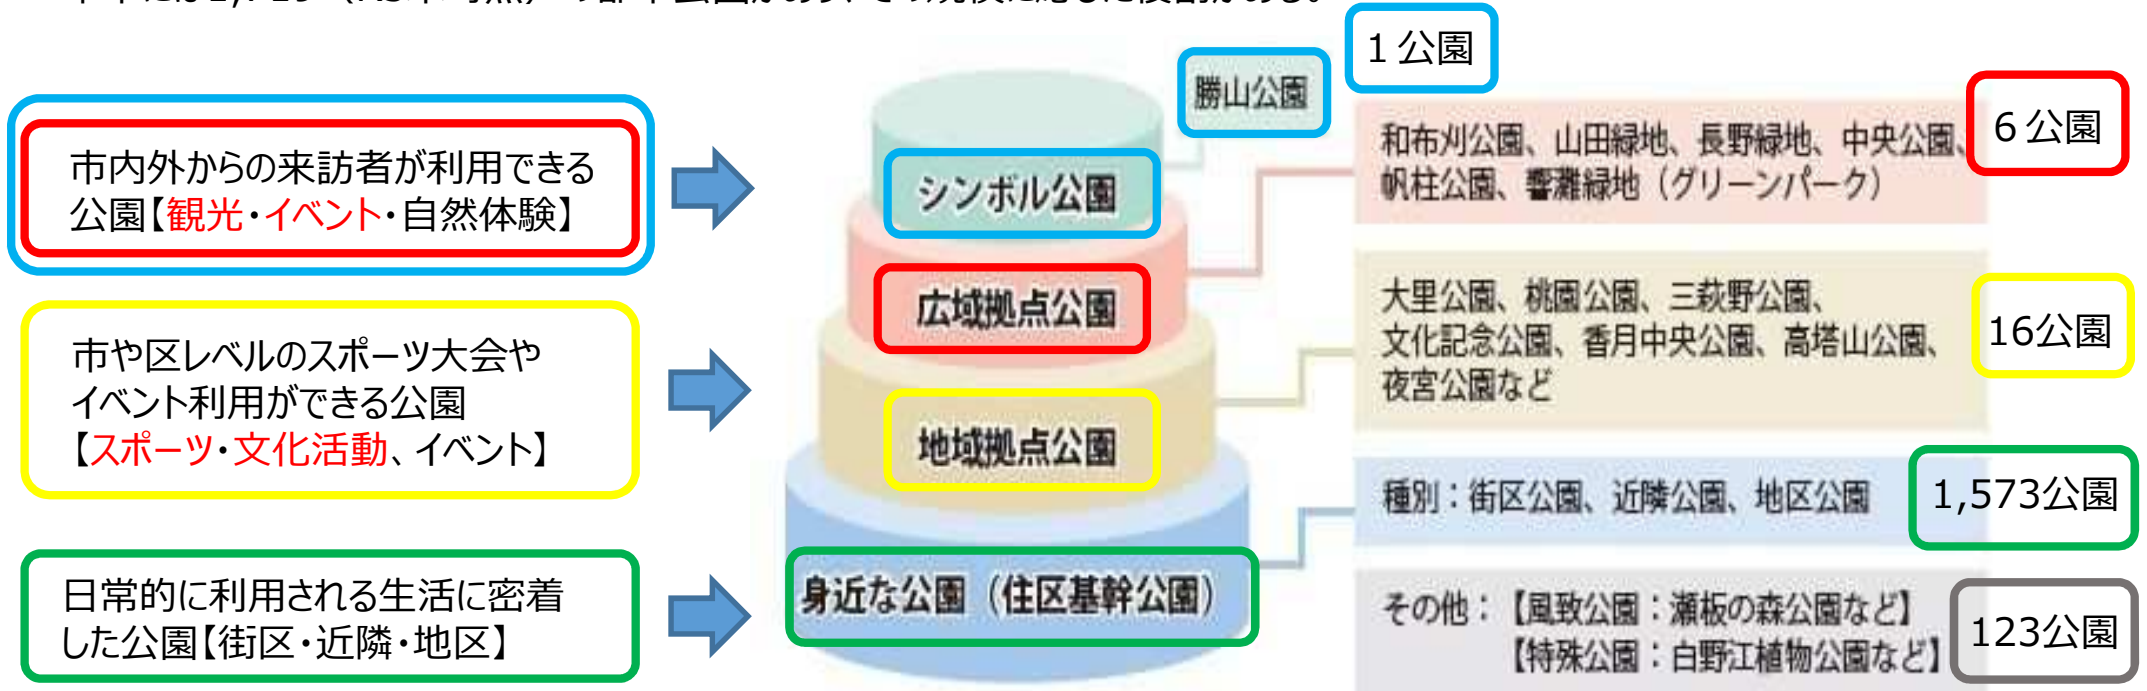 1公園
勝山公園
6公園
市内外からの来訪者が利用できる
公園【観光・イベント・自然体験】
和布刈公園、山田緑地、長野緑地、中央公園、
帆柱公園、響灘緑地（グリーンパーク）
シンボル公園
広域拠点公園
大里公園、桃園公園、三萩野公園、
文化記念公園、香月中央公園、高塔山公園、
夜宮公園など
16公園
市や区レベルのスポーツ大会や
イベント利用ができる公園
【スポーツ・文化活動、イベント】
地域拠点公園
種別：街区公園、近隣公園、地区公園
1,573公園
日常的に利用される生活に密着
した公園【街区・近隣・地区】
身近な公園（住区基幹公園）
その他：【風致公園：瀬板の森公園など】
【特殊公園：白野江植物公園など】
123公園